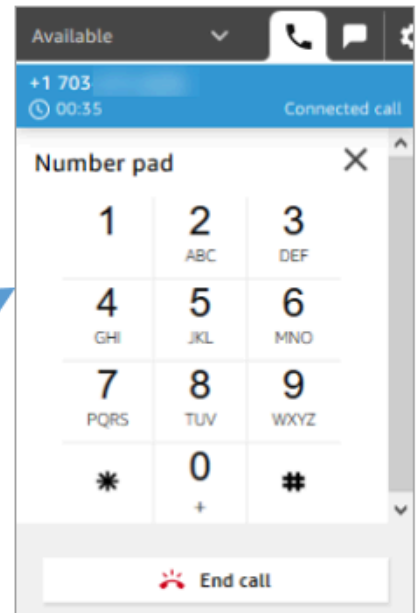 Available
+1 703
00:35 Connected call
Number pad
1 2 3
ABC DEF
4 5 6
GHI JKL MNO
7 8 9
PQRS TUV WXYZ
* 0 #
+
End call